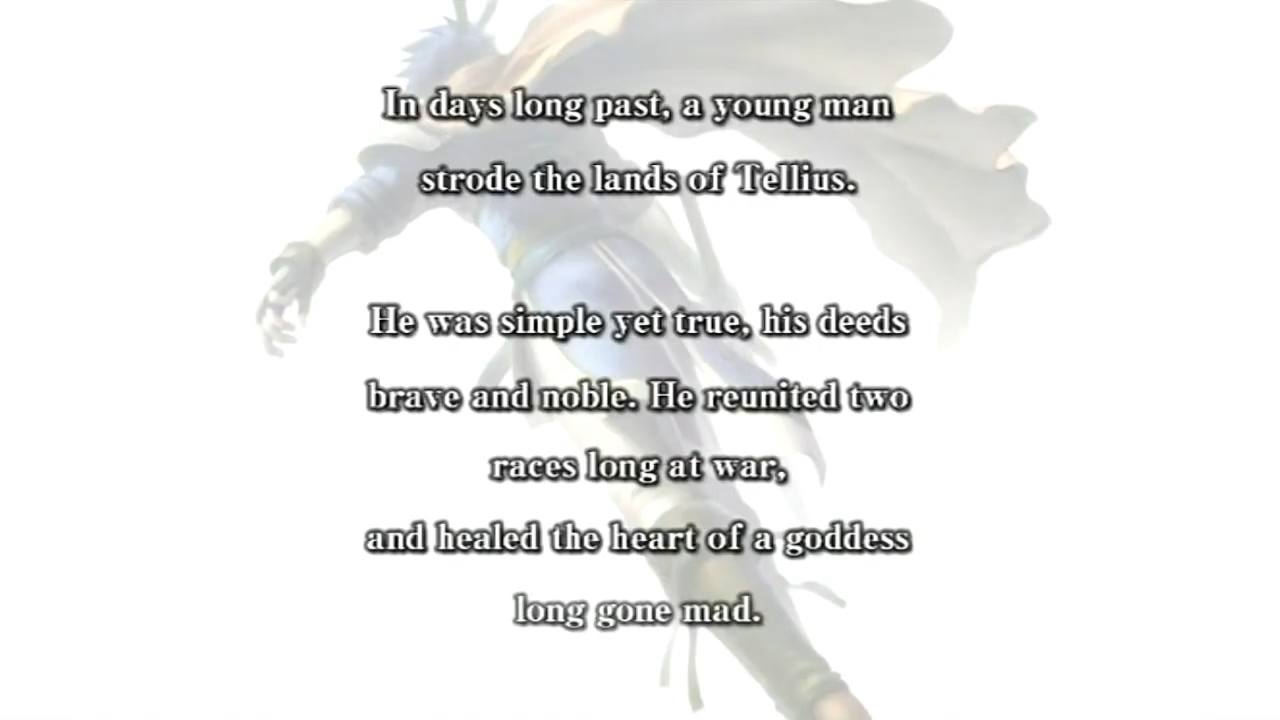 In days long past, a young man
strode the lands of Tellius.
He was simple yet true, his deeds
brave and noble. He reunited two
races long at war,
and healed the heart of a goddess
long gone mad.